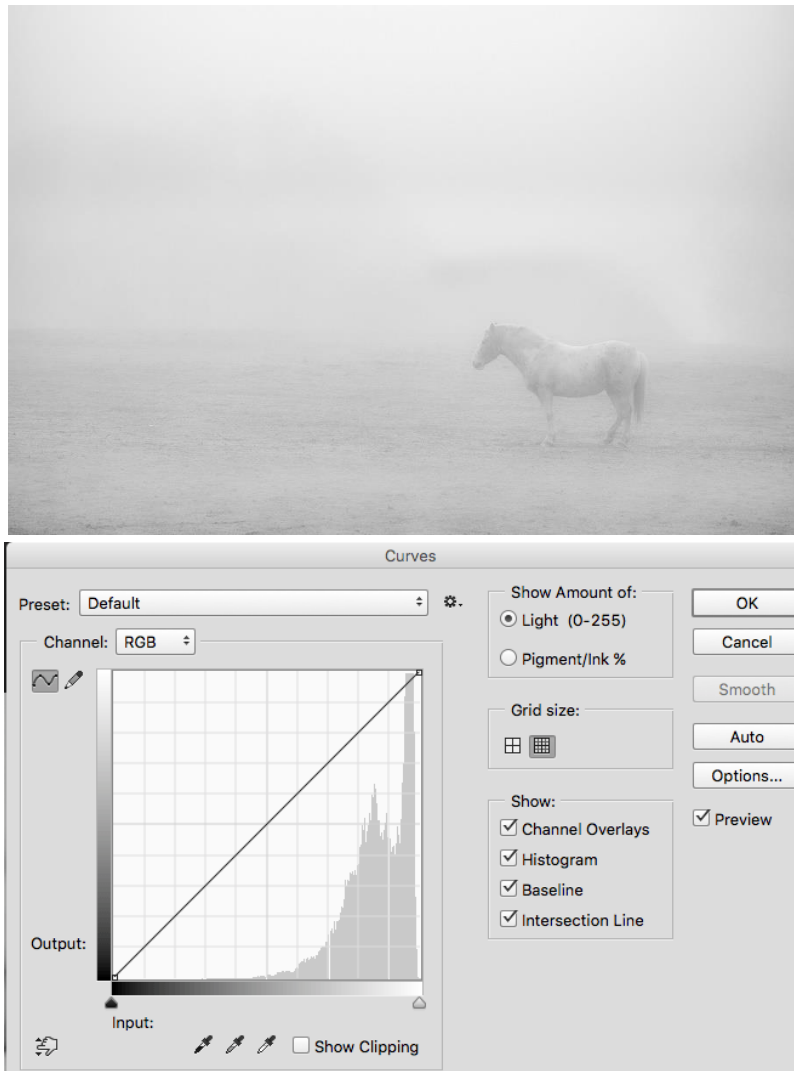 Curves
Preset: Default
Channel: RGB
Output:
Input:
Show Clipping
Show Amount of:
Light (0-255)
Pigment/Ink %
Grid size:
Show:
Channel Overlays
Histogram
Baseline
Intersection Line
OK
Cancel
Smooth
Auto
Options...
Preview